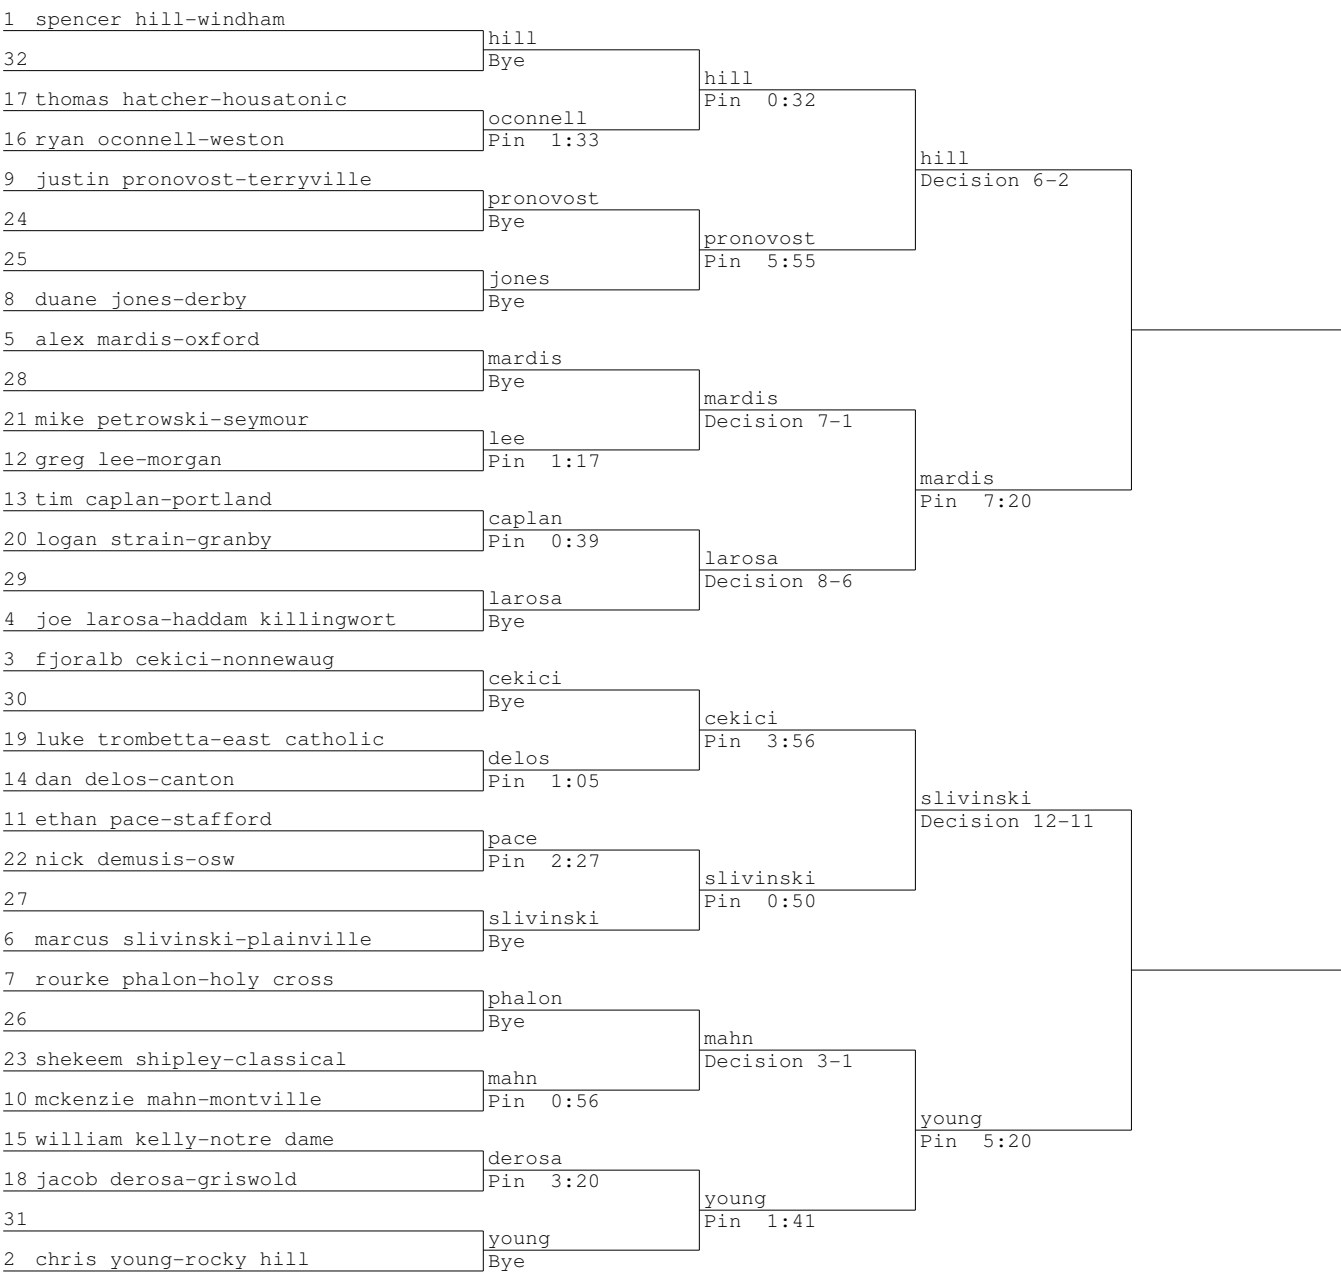 1 spencer hill-windham
32
17 thomas hatcher-housatonic
16 ryan oconnell-weston
9 justin pronovost-terryville
24
25
8 duane jones-derby
5 alex mardis-oxford
28
21 mike petrowski-seymour
12 greg lee-morgan
13 tim caplan-portland
20 logan strain-granby
29
4 joe larosa-haddam killingwort
3 fjoralb cekici-nonnewaug
30
19 luke trombetta-east catholic
14 dan delos-canton
11 ethan pace-stafford
22 nick demusis-osw
27
6 marcus slivinski-plainville
7 rourke phalon-holy cross
26
23 shekeem shipley-classical
10 mckenzie mahn-montville
15 william kelly-notre dame
18 jacob derosa-griswold
31
2 chris young-rocky hill
hill
Bye
oconnell
Pin 1:33
pronovost
Bye
jones
Bye
mardis
Bye
lee
Pin 1:17
caplan
Pin 0:39
larosa
Bye
cekici
Bye
delos
Pin 1:05
pace
Pin 2:27
slivinski
Bye
phalon
Bye
mahn
Pin 0:56
derosa
Pin 3:20
young
Bye
hill
Pin 0:32
pronovost
Pin 5:55
mardis
Decision 7-1
larosa
Decision 8-6
cekici
Pin 3:56
slivinski
Pin 0:50
mahn
Decision 3-1
young
Pin 1:41
hill
Decision 6-2
mardis
Pin 7:20
slivinski
Decision 12-11
young
Pin 5:20